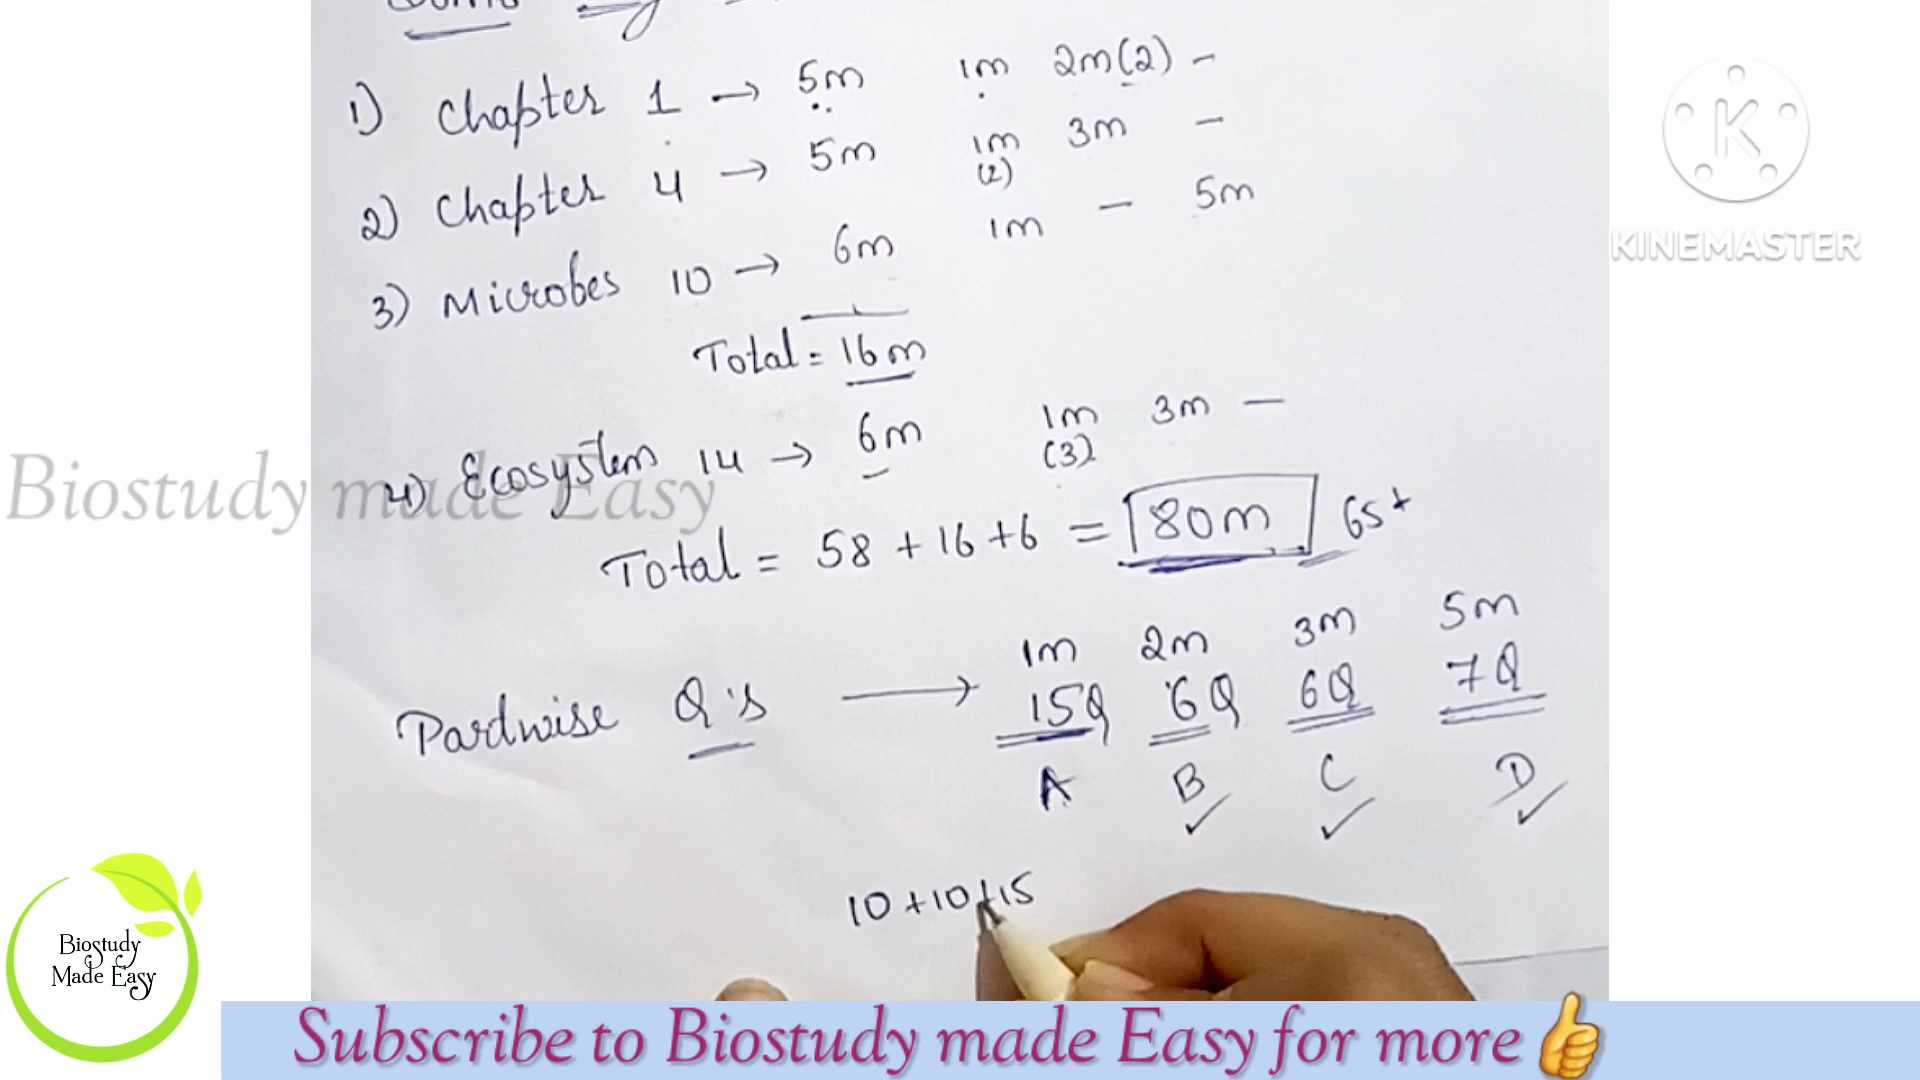 1) Chapter 1 → 5m 1m 2m(2) -
2) Chapter 4 → 5m 1m (2) 3m -
3) Microbes 10 → 6m 1m - 5m
Total = 16m
4) Ecosystem 14 → 6m 1m (3) 3m -
Total = 58 + 16 + 6 = 80m 65+
1m 2m 3m 5m
Partwise Q's → 15Q 6Q 6Q 7Q
A B C D
10 + 10 + 15
KINEMASTER
Biostudy made Easy
Biostudy
Made Easy
Subscribe to Biostudy made Easy for more